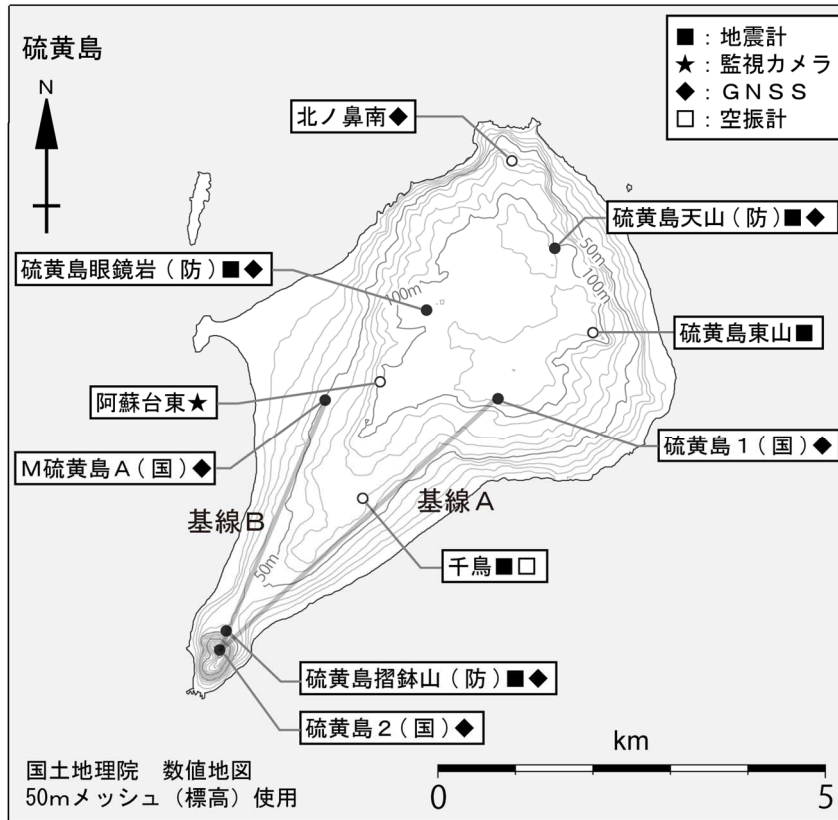 硫黄島
N
■：地震計
★：監視カメラ
◆：ＧＮＳＳ
□：空振計
北ノ鼻南◆
硫黄島天山（防）■◆
50m
100m
硫黄島眼鏡岩（防）■◆
100m
硫黄島東山■
阿蘇台東★
硫黄島１（国）◆
Ｍ硫黄島Ａ（国）◆
基線Ａ
基線Ｂ
千鳥■□
50m
硫黄島摺鉢山（防）■◆
硫黄島２（国）◆
km
国土地理院　数値地図
50mメッシュ（標高）使用
0
5